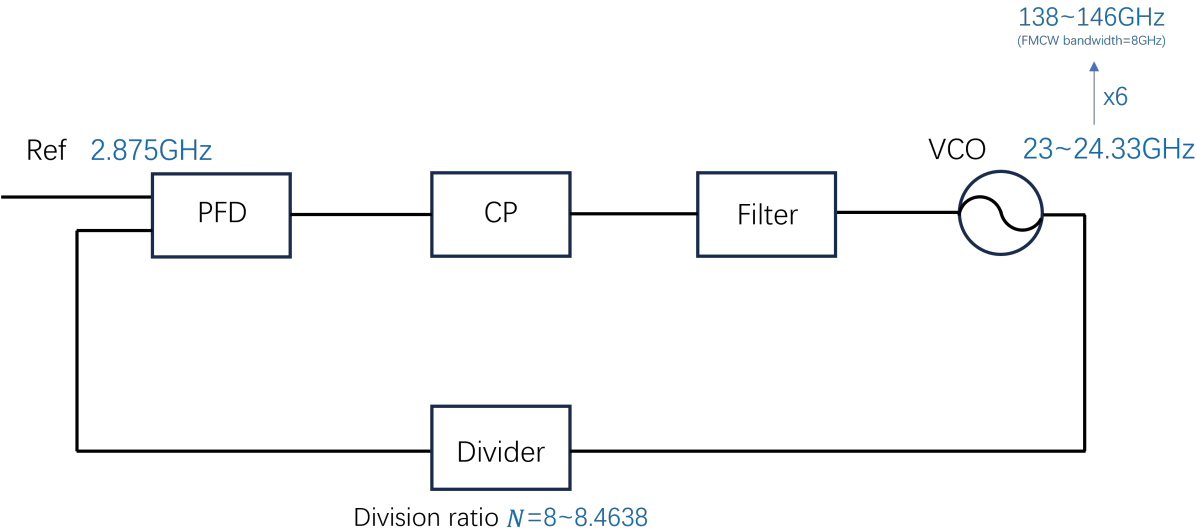 138~146GHz
(FMCW bandwidth=8GHz)
x6
Ref 2.875GHz
VCO 23~24.33GHz
PFD
CP
Filter
Divider
Division ratio N=8~8.4638